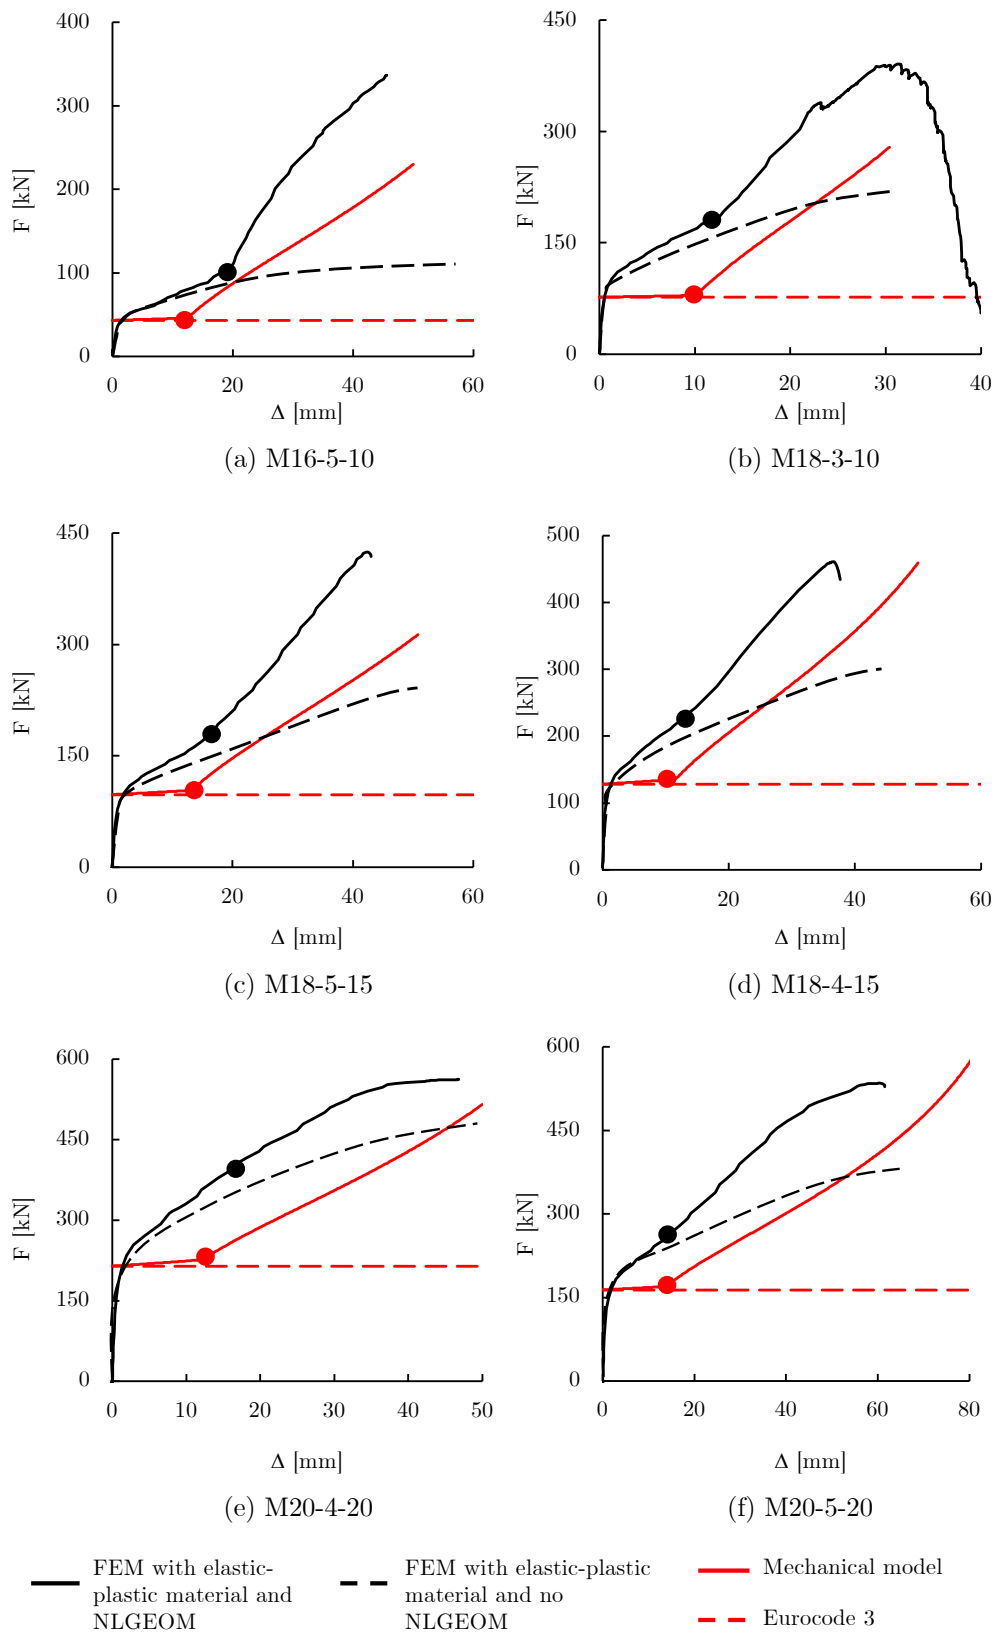 400
300
200
100
0
F [kN]
0 20 40 60
Δ [mm]
(a) M16-5-10
450
300
150
0
F [kN]
0 10 20 30 40
Δ [mm]
(b) M18-3-10
450
300
150
0
F [kN]
0 20 40 60
Δ [mm]
(c) M18-5-15
500
400
300
200
100
0
F [kN]
0 20 40 60
Δ [mm]
(d) M18-4-15
600
450
300
150
0
F [kN]
0 10 20 30 40 50
Δ [mm]
(e) M20-4-20
600
450
300
150
0
F [kN]
0 20 40 60 80
Δ [mm]
(f) M20-5-20
FEM with elastic-
plastic material and
NLGEOM
FEM with elastic-plastic
material and no
NLGEOM
Mechanical model
Eurocode 3